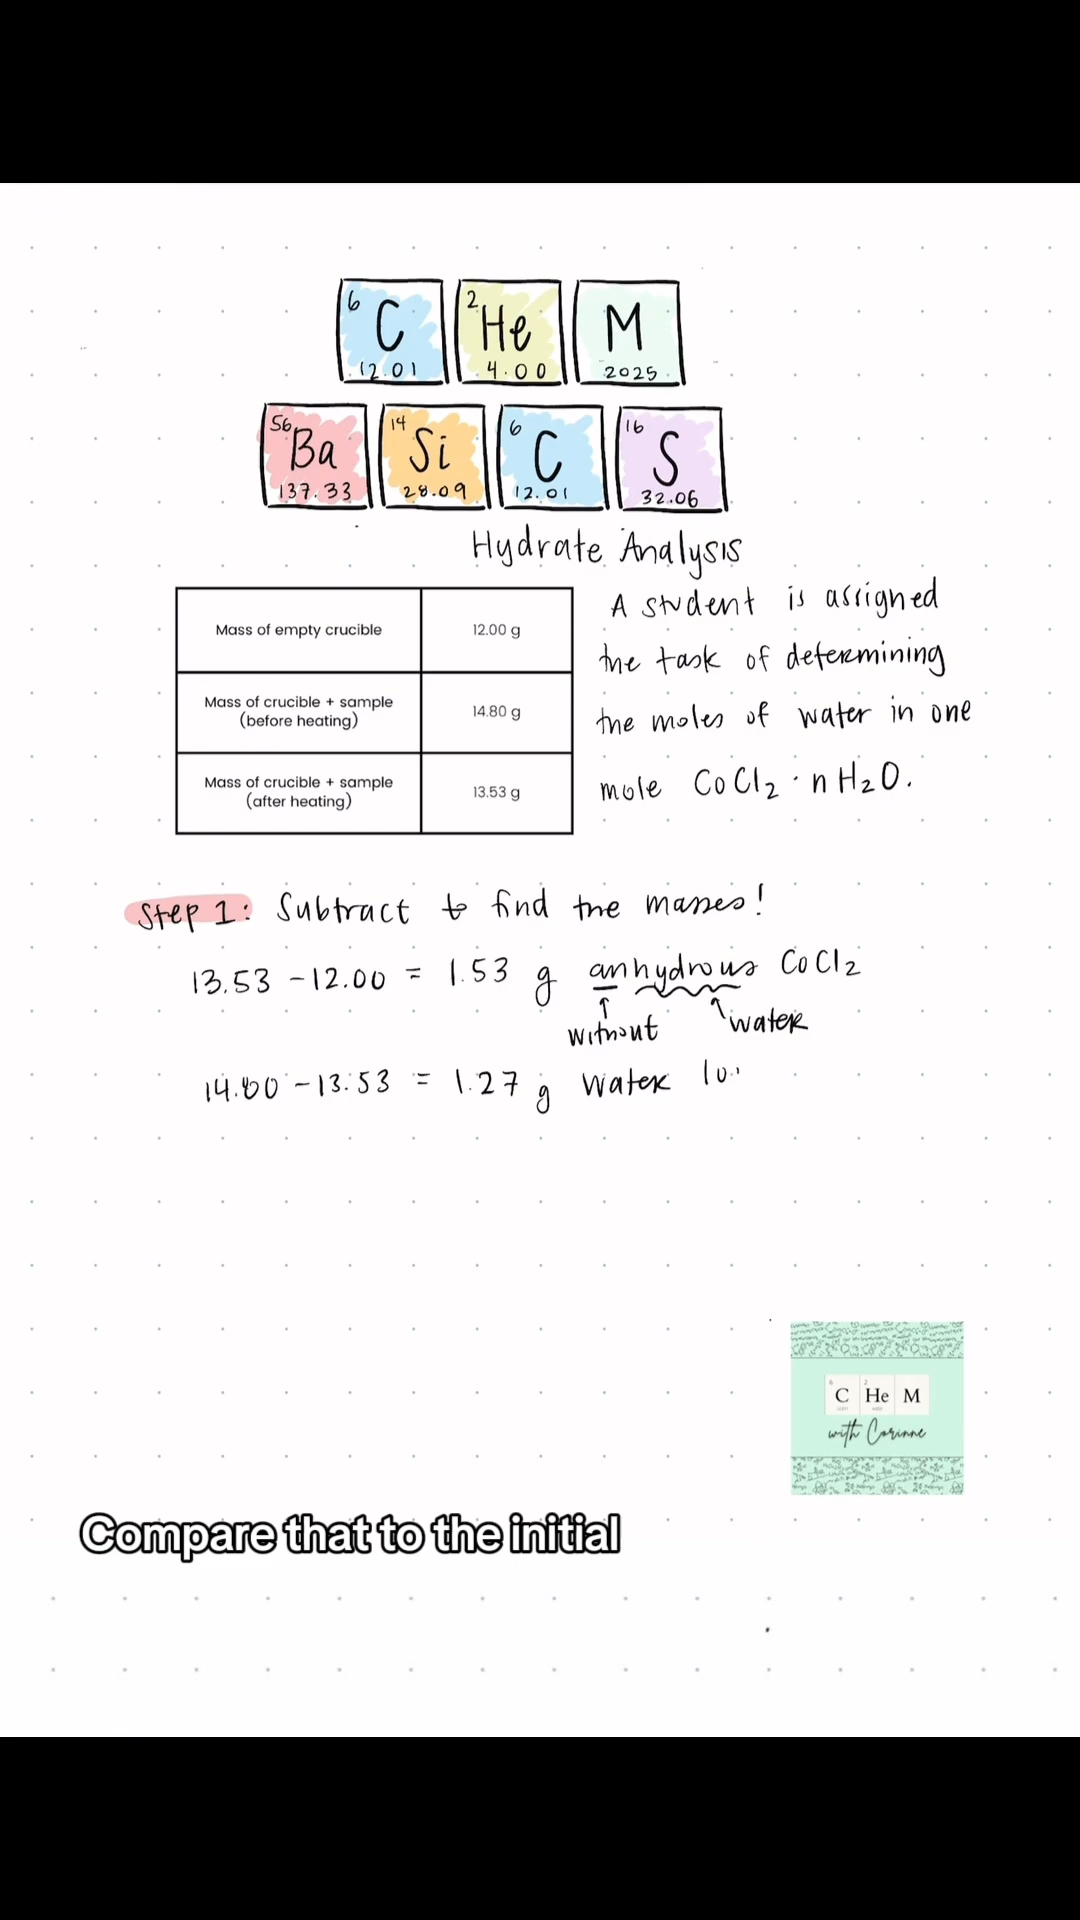 6 C 12.01 2 He 4.00 M 2025
56 Ba 137.33 14 Si 28.09 6 C 12.01 16 S 32.06
Hydrate Analysis
Mass of empty crucible 12.00 g
Mass of crucible + sample
(before heating) 14.80 g
Mass of crucible + sample
(after heating) 13.53 g
A student is assigned
the task of determining
the moles of water in one
mole CoCl₂ · n H₂O.
Step 1: Subtract to find the masses!
13.53 - 12.00 = 1.53 g anhydrous CoCl₂
without water
14.80 - 13.53 = 1.27 g water lo
C He M
with Corinne
Compare that to the initial